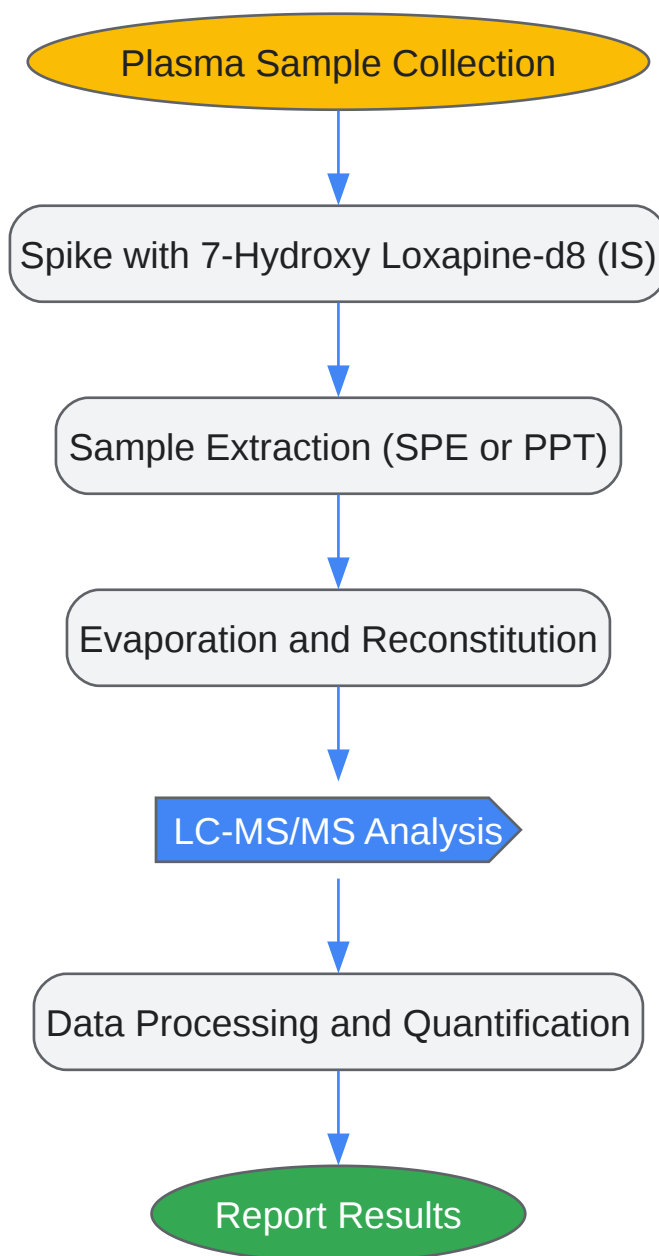 Plasma Sample Collection
Spike with 7-Hydroxy Loxapine-d8 (IS)
Sample Extraction (SPE or PPT)
Evaporation and Reconstitution
LC-MS/MS Analysis
Data Processing and Quantification
Report Results